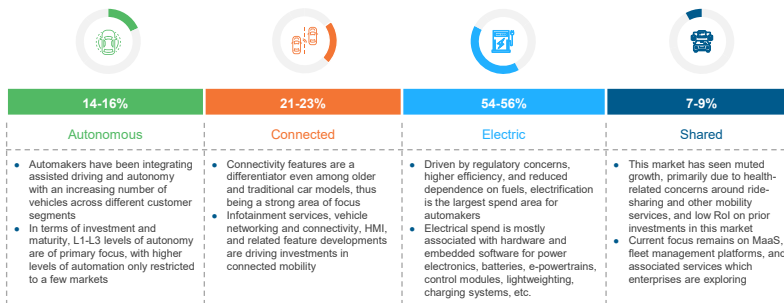 14-16%
21-23%
54-56%
7-9%
Autonomous
Connected
Electric
Shared
● Automakers have been integrating
assisted driving and autonomy
with an increasing number of
vehicles across different customer
segments
● In terms of investment and
maturity, L1-L3 levels of autonomy
are of primary focus, with higher
levels of automation only restricted
to a few markets
● Connectivity features are a
differentiator even among older
and traditional car models, thus
being a strong area of focus
● Infotainment services, vehicle
networking and connectivity, HMI,
and related feature developments
are driving investments in
connected mobility
● Driven by regulatory concerns,
higher efficiency, and reduced
dependence on fuels, electrification
is the largest spend area for
automakers
● Electrical spend is mostly
associated with hardware and
embedded software for power
electronics, batteries, e-powertrains,
control modules, lightweighting,
charging systems, etc.
● This market has seen muted
growth, primarily due to health-
related concerns around ride-
sharing and other mobility
services, and low RoI on prior
investments in this market
● Current focus remains on MaaS,
fleet management platforms, and
associated services which
enterprises are exploring